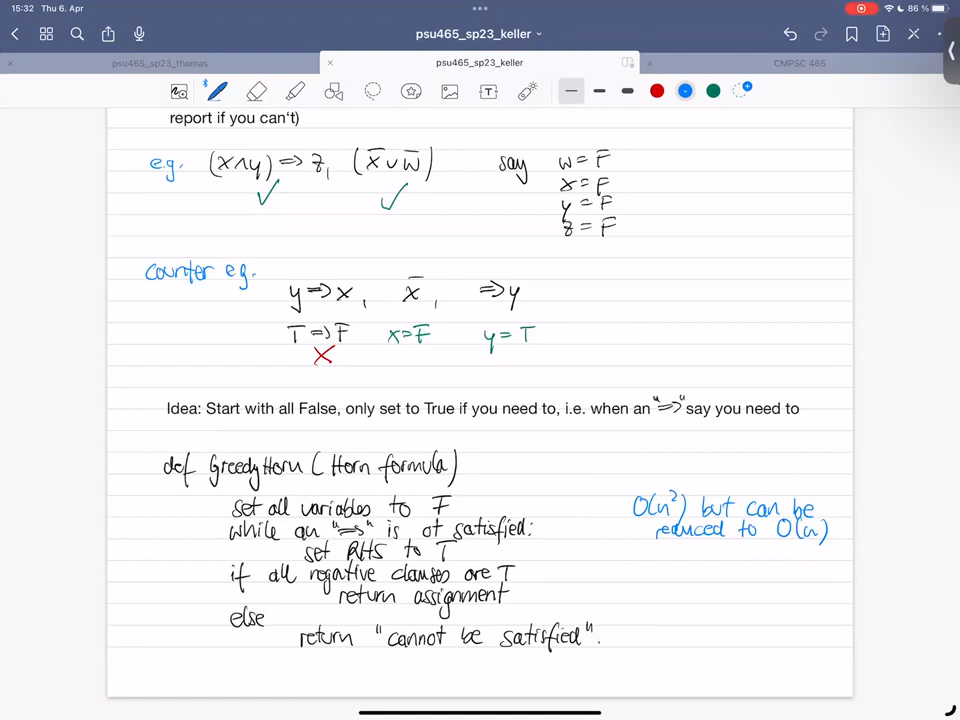 15:32 Thu 6. Apr
86 %
psu465_sp23_keller
psu465_sp23_thomas
psu465_sp23_keller
CMPSC 465
report if you can't)
e.g. (x∧y) ⟹ z, (x̅ ∪ w̅) say w = F
x = F
y = F
z = F
counter e.g.
y ⟹ x, x̅, ⟹ y
T ⟹ F x = F y = T
Idea: Start with all False, only set to True if you need to, i.e. when an "⟹" say you need to
def GreedyHorn (Horn formula)
set all variables to F
while an "⟹" is ot satisfied:
set RHS to T
if all negative clauses are T
return assignment
else
return "cannot be satisfied".
O(n²) but can be
reduced to O(n)